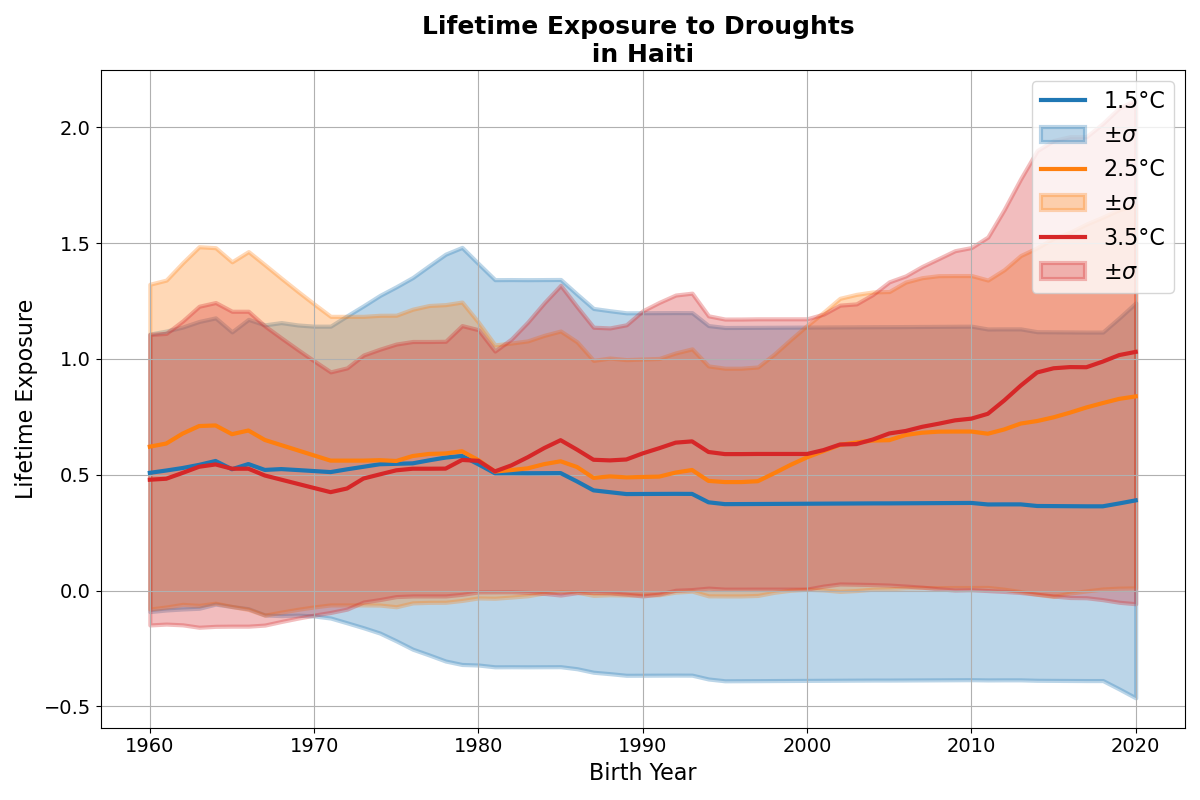 Lifetime Exposure to Droughts
in Haiti
1.5°C
±σ
2.5°C
±σ
3.5°C
±σ
Lifetime Exposure
2.0
1.5
1.0
0.5
0.0
−0.5
1960 1970 1980 1990 2000 2010 2020
Birth Year